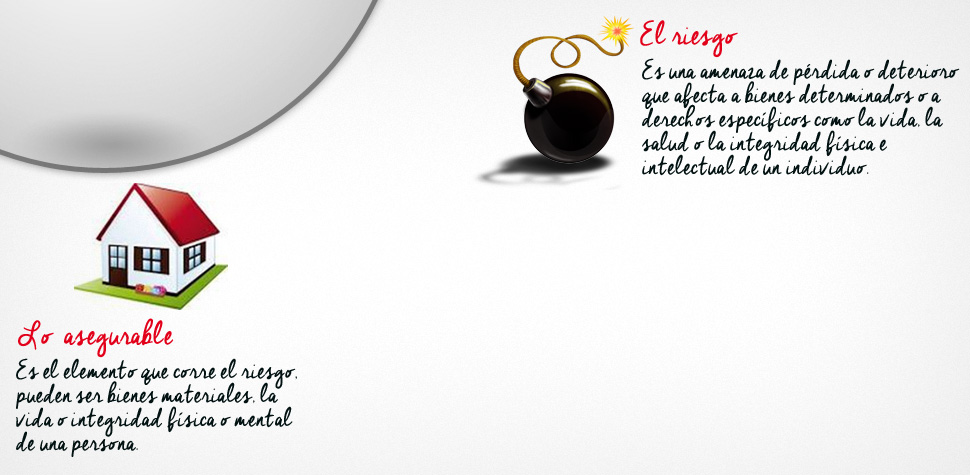 El riesgo
Es una amenaza de pérdida o deterioro
que afecta a bienes determinados o a
derechos específicos como la vida, la
salud o la integridad física e
intelectual de un individuo.
Lo asegurable
Es el elemento que corre el riesgo,
pueden ser bienes materiales, la
vida o integridad física o mental
de una persona.